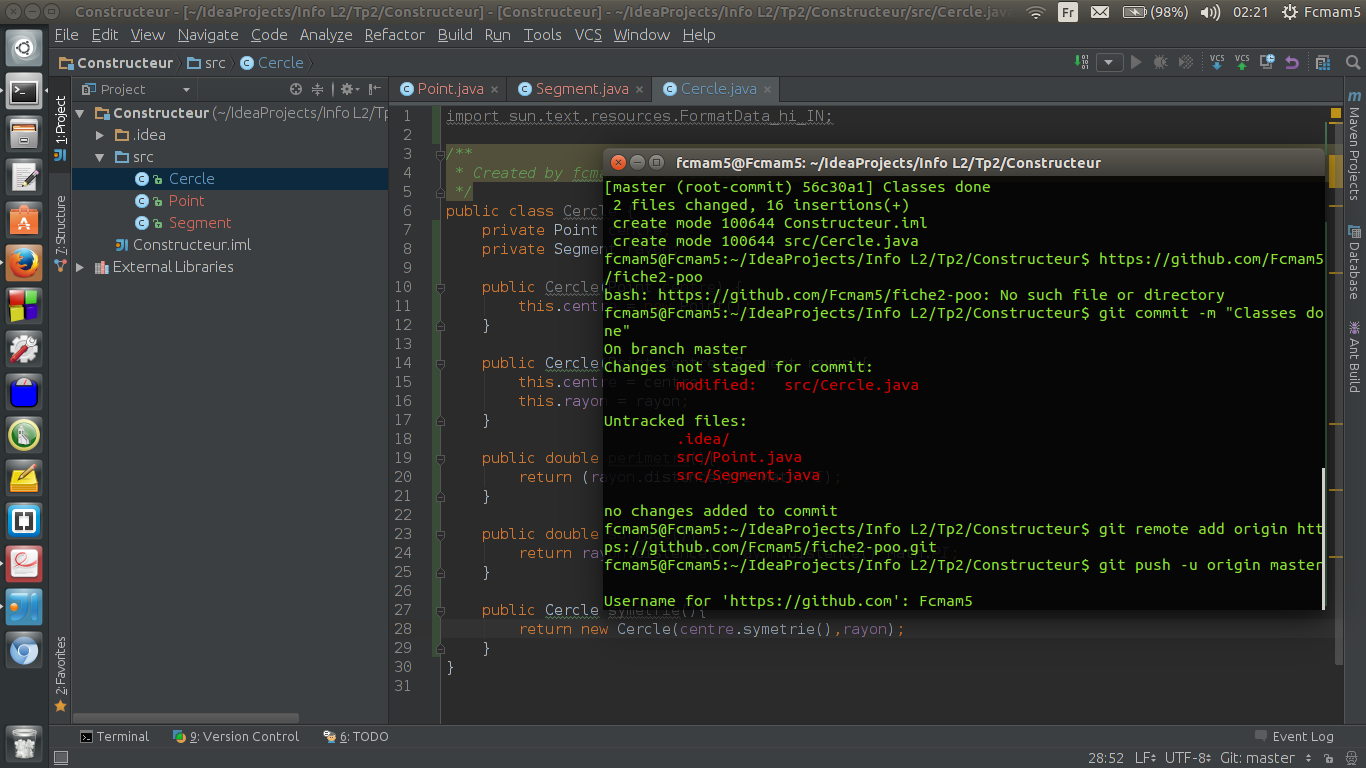 Constructeur - [~/IdeaProjects/Info L2/Tp2/Constructeur] - [Constructeur] - ~/IdeaProjects/Info L2/Tp2/Constructeur/src/Cercle.java
Fr (98%) 02:21 Fcmam5
File Edit View Navigate Code Analyze Refactor Build Run Tools VCS Window Help
Constructeur src Cercle
VCS VCS
1: Project
7: Structure
2: Favorites
Project
Constructeur (~/IdeaProjects/Info L2/Tp
.idea
src
Cercle
Point
Segment
Constructeur.iml
External Libraries
Point.java Segment.java Cercle.java
1 import sun.text.resources.FormatData_hi_IN;
2
3 /**
4 * Created by fcmam
5 */
6 public class Cercle
7 private Point
8 private Segmen
9
10 public Cercle(
11 this.centre
12 }
13
14 public Cercle(
15 this.centre = cent
16 this.rayon = rayon;
17 }
18
19 public double perimetre
20 return (rayon.dist
21 }
22
23 public double
24 return ray
25 }
26
27 public Cercle symetrie(){
28 return new Cercle(centre.symetrie(),rayon);
29 }
30 }
31
fcmam5@Fcmam5: ~/IdeaProjects/Info L2/Tp2/Constructeur
[master (root-commit) 56c30a1] Classes done
2 files changed, 16 insertions(+)
create mode 100644 Constructeur.iml
create mode 100644 src/Cercle.java
fcmam5@Fcmam5:~/IdeaProjects/Info L2/Tp2/Constructeur$ https://github.com/Fcmam5
/fiche2-poo
bash: https://github.com/Fcmam5/fiche2-poo: No such file or directory
fcmam5@Fcmam5:~/IdeaProjects/Info L2/Tp2/Constructeur$ git commit -m "Classes do
ne"
On branch master
Changes not staged for commit:
modified: src/Cercle.java
Untracked files:
.idea/
src/Point.java
src/Segment.java
no changes added to commit
fcmam5@Fcmam5:~/IdeaProjects/Info L2/Tp2/Constructeur$ git remote add origin htt
ps://github.com/Fcmam5/fiche2-poo.git
fcmam5@Fcmam5:~/IdeaProjects/Info L2/Tp2/Constructeur$ git push -u origin master
Username for 'https://github.com': Fcmam5
Maven Projects
Database
Ant Build
Terminal 9: Version Control 6: TODO Event Log
28:52 LF UTF-8 Git: master